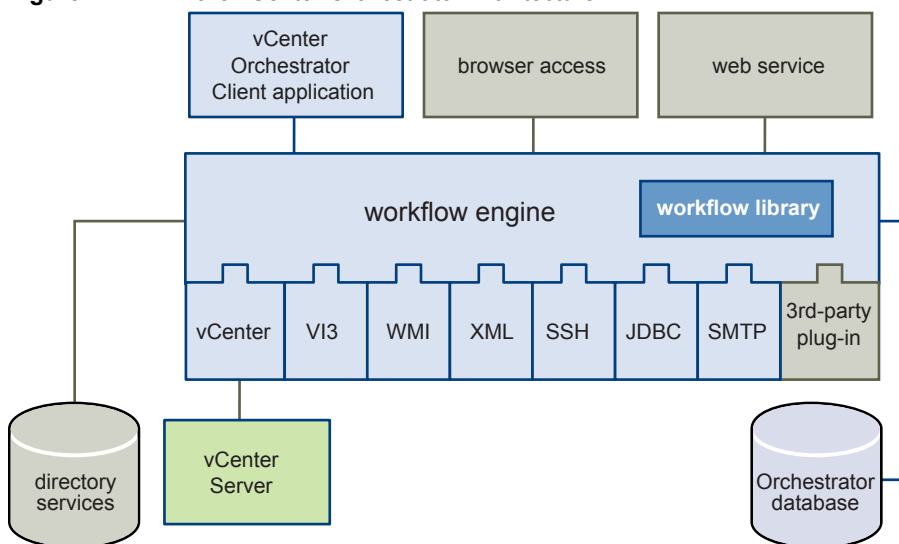 vCenter
Orchestrator
Client application
browser access
web service
workflow engine
workflow library
vCenter
VI3
WMI
XML
SSH
JDBC
SMTP
3rd-party
plug-in
directory
services
vCenter
Server
Orchestrator
database